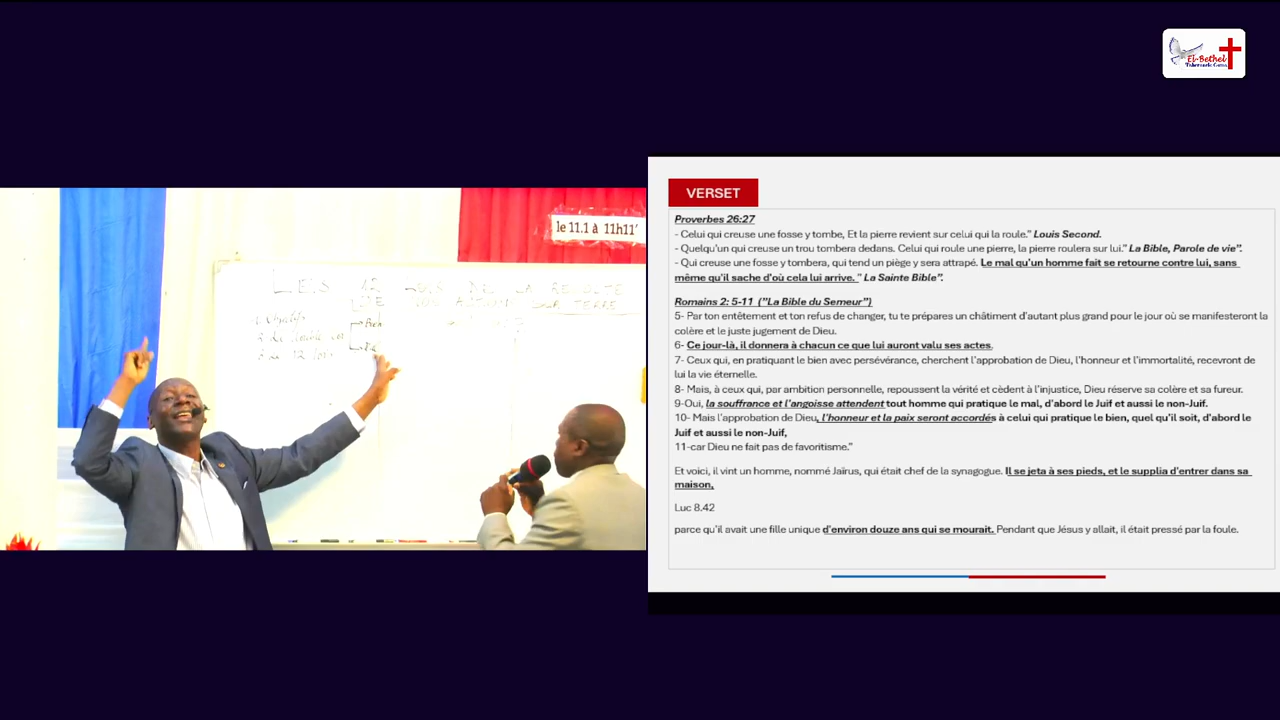 El-Bethel
Tabernacle Corps
le 11.1 à 11h11'
LES 12 LOIS DE LA REVOLTE
DE NOS ACTIONS SUR LA TERRE
Bien
VERSET
Proverbes 26:27
- Celui qui creuse une fosse y tombe, Et la pierre revient sur celui qui la roule.” Louis Second.
- Quelqu’un qui creuse un trou tombera dedans. Celui qui roule une pierre, la pierre roulera sur lui.” La Bible, Parole de vie”.
- Qui creuse une fosse y tombera, qui tend un piège y sera attrapé. Le mal qu’un homme fait se retourne contre lui, sans
même qu’il sache d’où cela lui arrive. ” La Sainte Bible”.
Romains 2: 5-11 (”La Bible du Semeur”)
5- Par ton entêtement et ton refus de changer, tu te prépares un châtiment d’autant plus grand pour le jour où se manifesteront la
colère et le juste jugement de Dieu.
6- Ce jour-là, il donnera à chacun ce que lui auront valu ses actes.
7- Ceux qui, en pratiquant le bien avec persévérance, cherchent l’approbation de Dieu, l’honneur et l’immortalité, recevront de
lui la vie éternelle.
8- Mais, à ceux qui, par ambition personnelle, repoussent la vérité et cèdent à l’injustice, Dieu réserve sa colère et sa fureur.
9-Oui, la souffrance et l’angoisse attendent tout homme qui pratique le mal, d’abord le Juif et aussi le non-Juif.
10- Mais l’approbation de Dieu, l’honneur et la paix seront accordés à celui qui pratique le bien, quel qu’il soit, d’abord le
Juif et aussi le non-Juif,
11-car Dieu ne fait pas de favoritisme.”
Et voici, il vint un homme, nommé Jaïrus, qui était chef de la synagogue. Il se jeta à ses pieds, et le supplia d’entrer dans sa
maison,
Luc 8.42
parce qu’il avait une fille unique d’environ douze ans qui se mourait. Pendant que Jésus y allait, il était pressé par la foule.